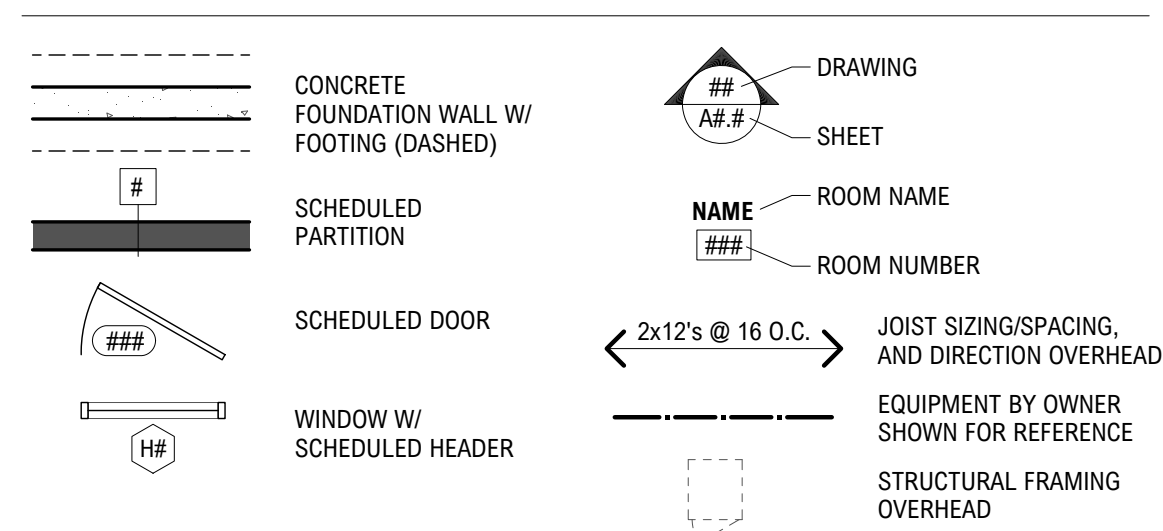 CONCRETE
FOUNDATION WALL W/
FOOTING (DASHED)
#
SCHEDULED
PARTITION
###
SCHEDULED DOOR
H#
WINDOW W/
SCHEDULED HEADER
##
A#.#
DRAWING
SHEET
NAME
###
ROOM NAME
ROOM NUMBER
2x12's @ 16 O.C.
JOIST SIZING/SPACING,
AND DIRECTION OVERHEAD
EQUIPMENT BY OWNER
SHOWN FOR REFERENCE
STRUCTURAL FRAMING
OVERHEAD